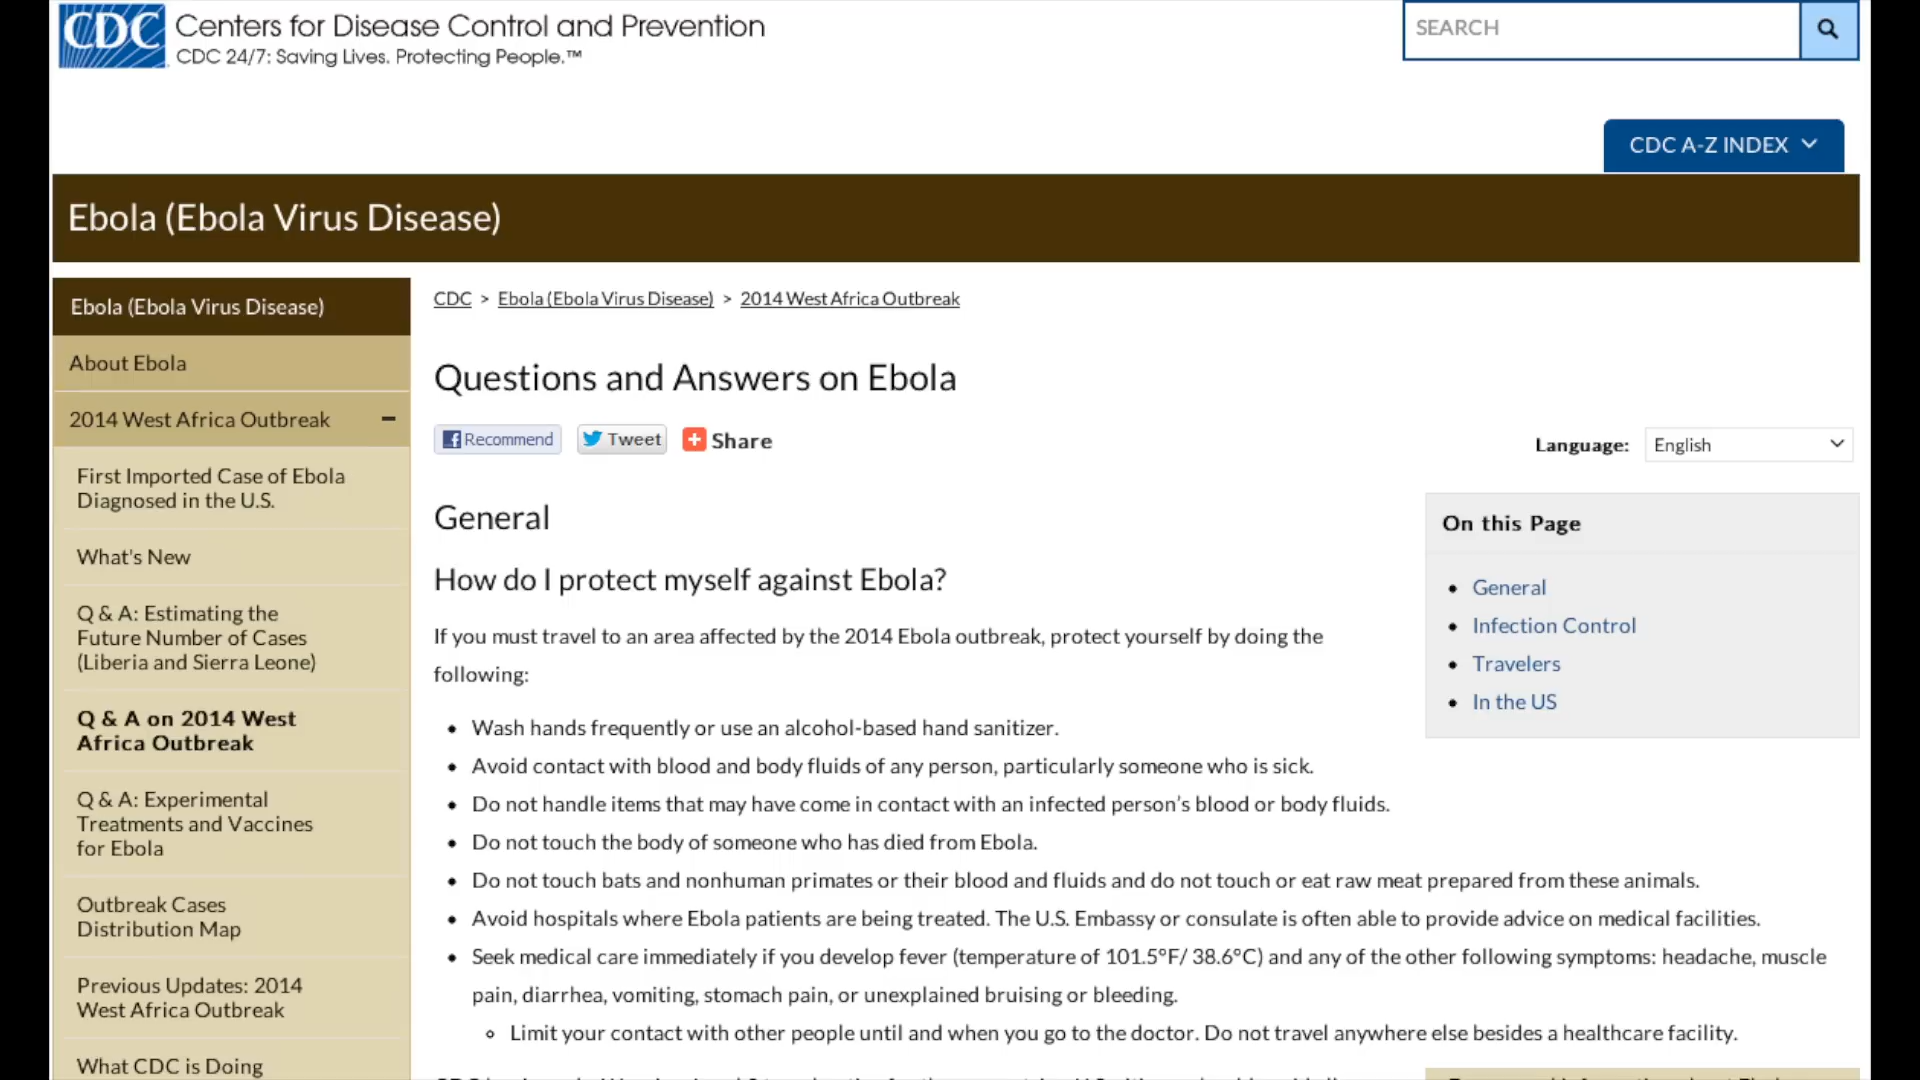 CDC Centers for Disease Control and Prevention
CDC 24/7: Saving Lives. Protecting People.™
SEARCH
CDC A-Z INDEX
Ebola (Ebola Virus Disease)
Ebola (Ebola Virus Disease)
About Ebola
2014 West Africa Outbreak
First Imported Case of Ebola
Diagnosed in the U.S.
What's New
Q & A: Estimating the
Future Number of Cases
(Liberia and Sierra Leone)
Q & A on 2014 West
Africa Outbreak
Q & A: Experimental
Treatments and Vaccines
for Ebola
Outbreak Cases
Distribution Map
Previous Updates: 2014
West Africa Outbreak
What CDC is Doing
CDC > Ebola (Ebola Virus Disease) > 2014 West Africa Outbreak
Questions and Answers on Ebola
Recommend Tweet Share
Language: English
General
How do I protect myself against Ebola?
If you must travel to an area affected by the 2014 Ebola outbreak, protect yourself by doing the
following:
• Wash hands frequently or use an alcohol-based hand sanitizer.
• Avoid contact with blood and body fluids of any person, particularly someone who is sick.
• Do not handle items that may have come in contact with an infected person’s blood or body fluids.
• Do not touch the body of someone who has died from Ebola.
• Do not touch bats and nonhuman primates or their blood and fluids and do not touch or eat raw meat prepared from these animals.
• Avoid hospitals where Ebola patients are being treated. The U.S. Embassy or consulate is often able to provide advice on medical facilities.
• Seek medical care immediately if you develop fever (temperature of 101.5°F/ 38.6°C) and any of the other following symptoms: headache, muscle
pain, diarrhea, vomiting, stomach pain, or unexplained bruising or bleeding.
◦ Limit your contact with other people until and when you go to the doctor. Do not travel anywhere else besides a healthcare facility.
On this Page
• General
• Infection Control
• Travelers
• In the US